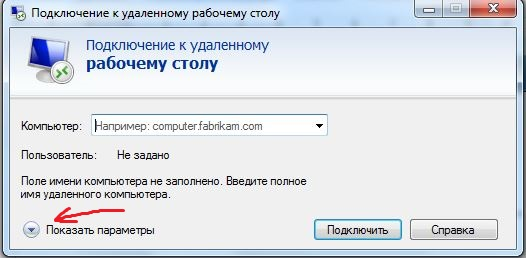 Подключение к удаленному рабочему столу
Подключение к удаленному
рабочему столу
Компьютер: Например: computer.fabrikam.com
Пользователь: Не задано
Поле имени компьютера не заполнено. Введите полное
имя удаленного компьютера.
Показать параметры Подключить Справка